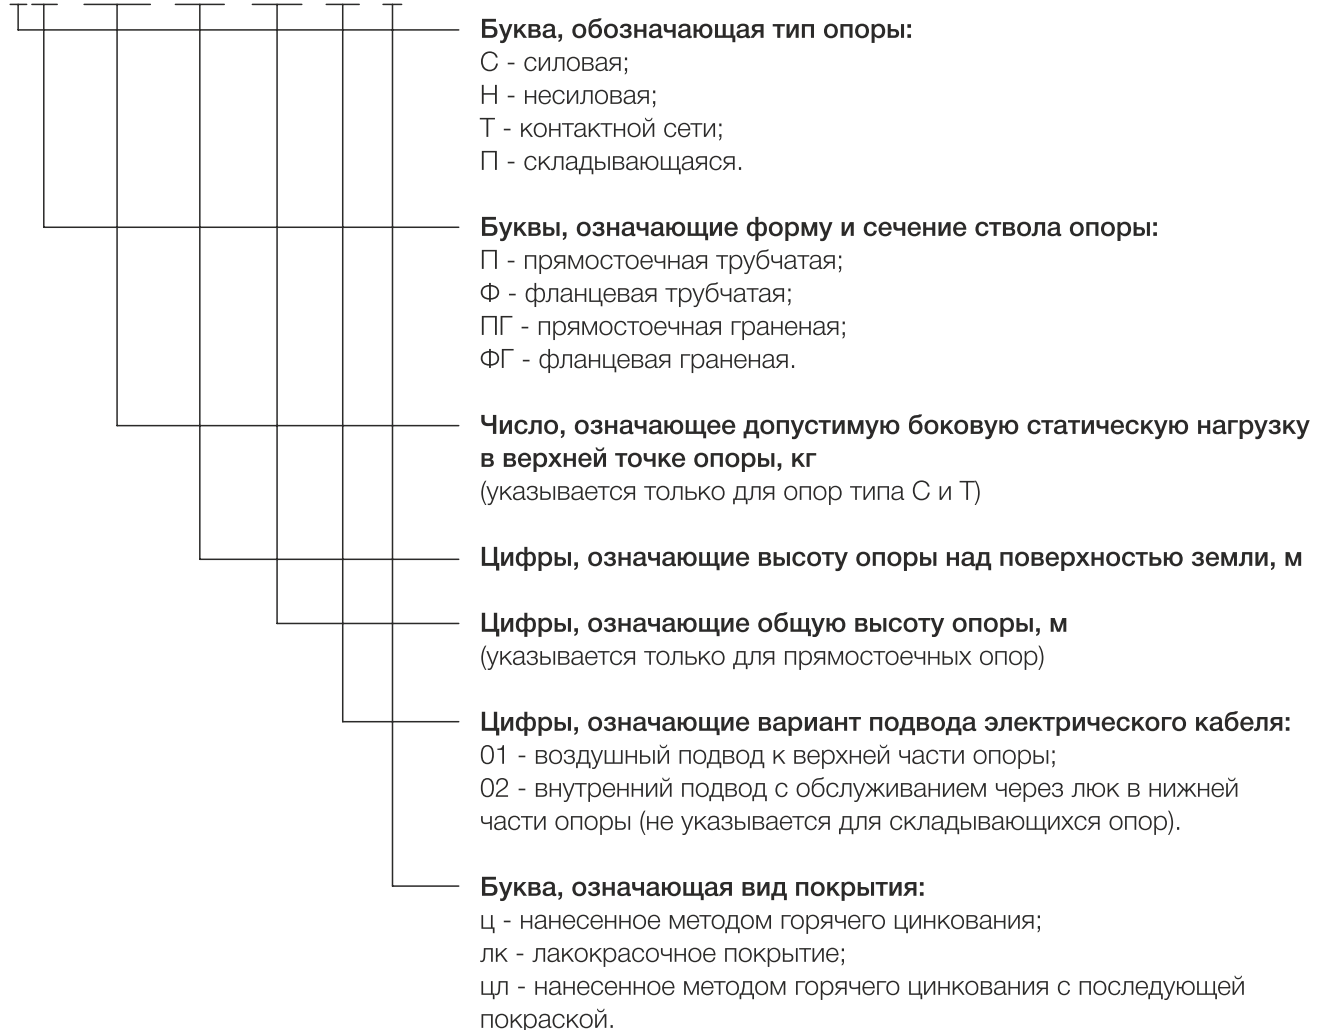 Буква, обозначающая тип опоры:
С - силовая;
Н - несиловая;
Т - контактной сети;
П - складывающаяся.
Буквы, означающие форму и сечение ствола опоры:
П - прямостоечная трубчатая;
Ф - фланцевая трубчатая;
ПГ - прямостоечная граненая;
ФГ - фланцевая граненая.
Число, означающее допустимую боковую статическую нагрузку
в верхней точке опоры, кг
(указывается только для опор типа С и Т)
Цифры, означающие высоту опоры над поверхностью земли, м
Цифры, означающие общую высоту опоры, м
(указывается только для прямостоечных опор)
Цифры, означающие вариант подвода электрического кабеля:
01 - воздушный подвод к верхней части опоры;
02 - внутренний подвод с обслуживанием через люк в нижней
части опоры (не указывается для складывающихся опор).
Буква, означающая вид покрытия:
ц - нанесенное методом горячего цинкования;
лк - лакокрасочное покрытие;
цл - нанесенное методом горячего цинкования с последующей
покраской.